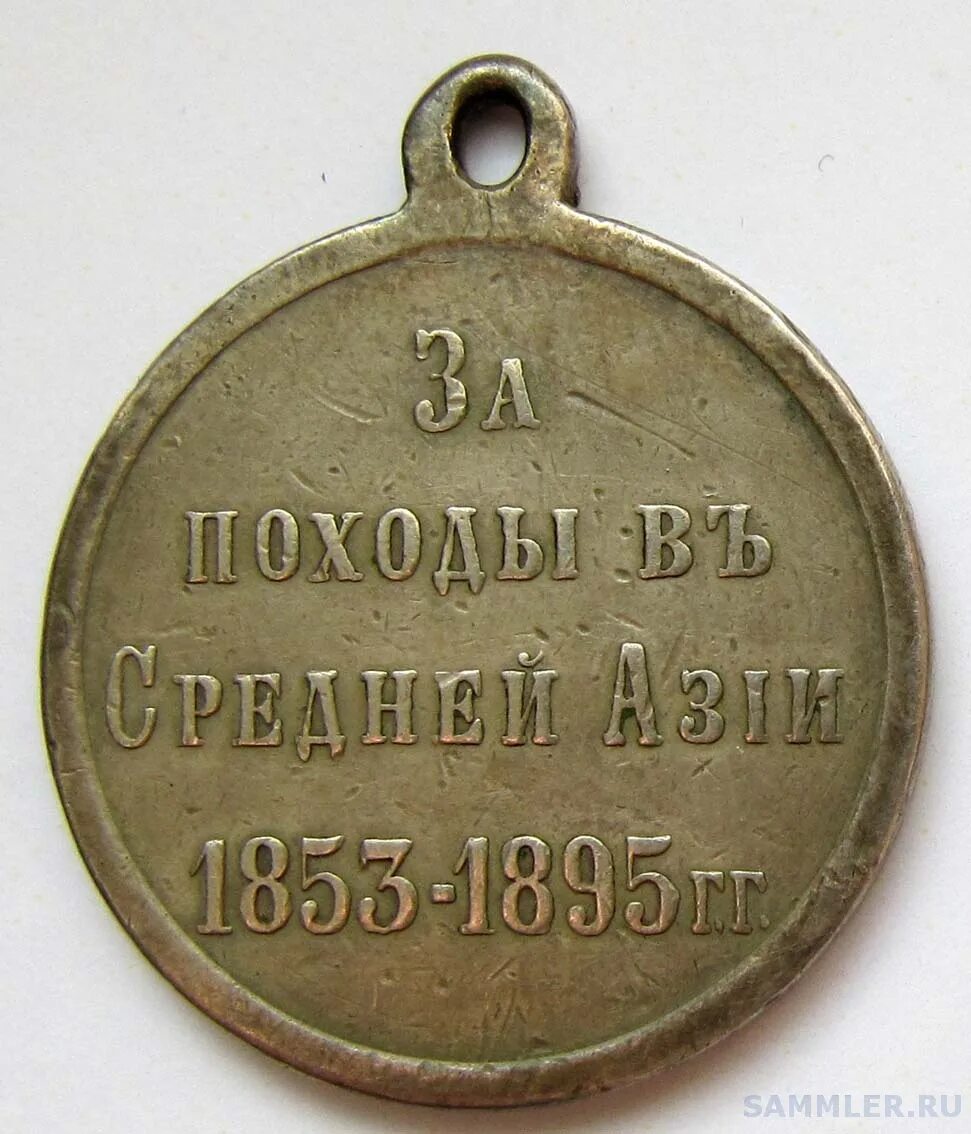 За
походы въ
Средней Азіи
1853-1895 г.г.
SAMMLER.RU